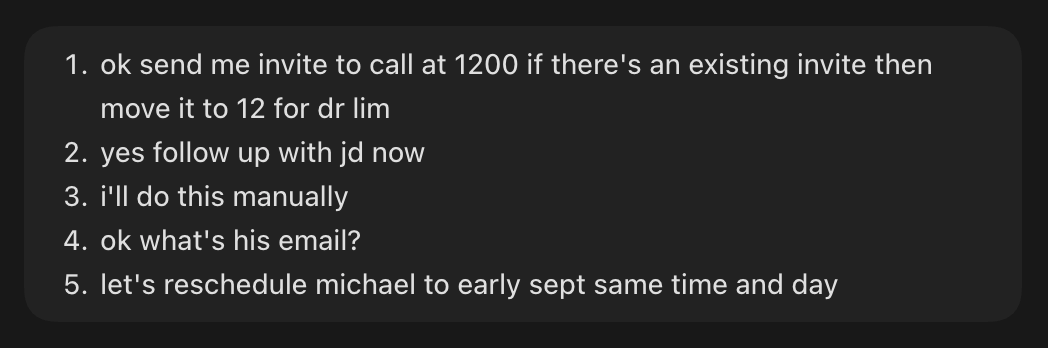 1. ok send me invite to call at 1200 if there's an existing invite then
move it to 12 for dr lim
2. yes follow up with jd now
3. i'll do this manually
4. ok what's his email?
5. let's reschedule michael to early sept same time and day